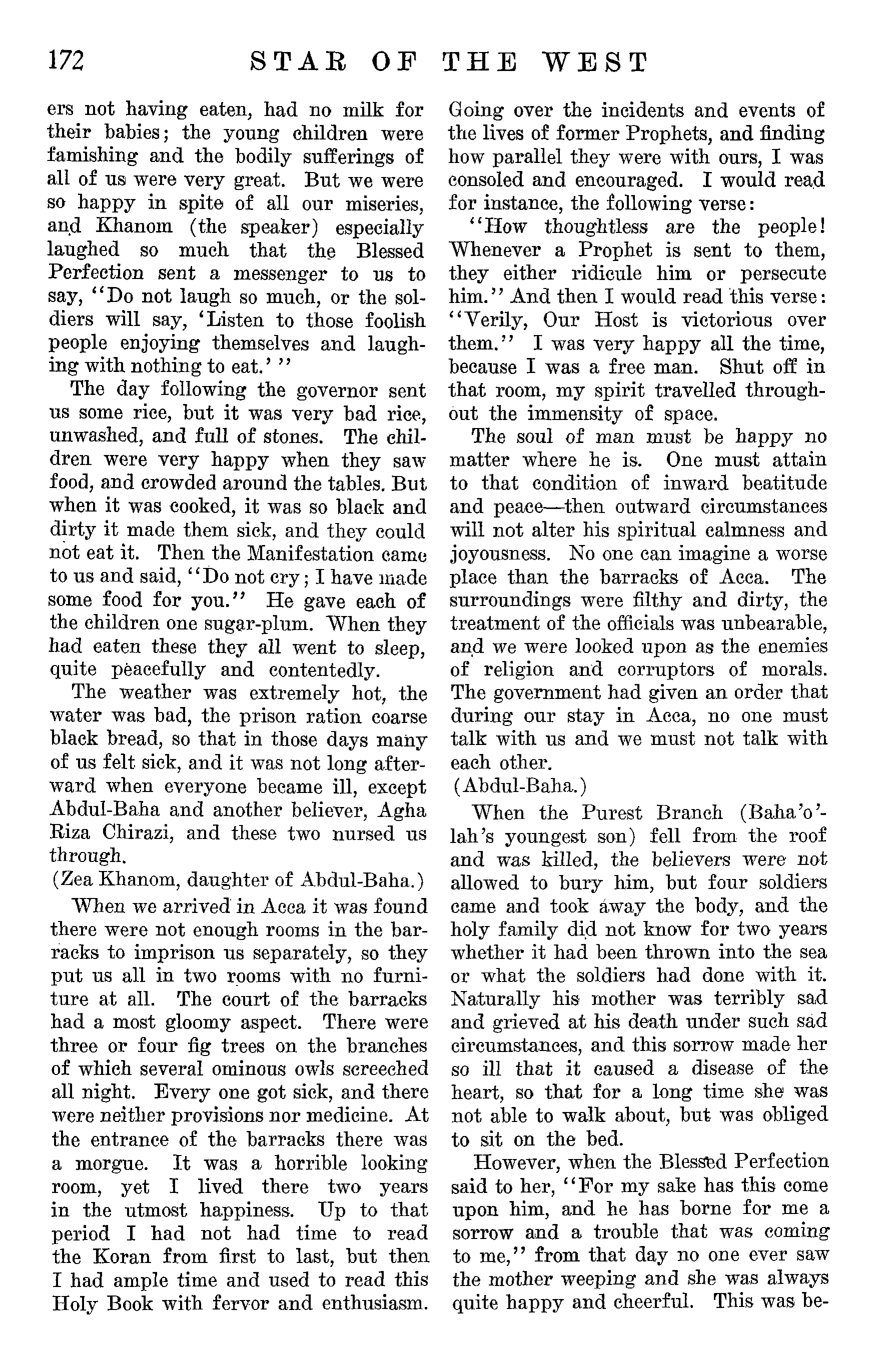 172 STAR OF THE WEST
ers not having eaten, had no milk for
their babies; the young children were
famishing and the bodily sufferings of
all of us were very great. But we were
so happy in spite of all our miseries,
and Khanom (the speaker) especially
laughed so much that the Blessed
Perfection sent a messenger to us to
say, “Do not laugh so much, or the sol-
diers will say, ‘Listen to those foolish
people enjoying themselves and laugh-
ing with nothing to eat.’ ”
The day following the governor sent
us some rice, but it was very bad rice,
unwashed, and full of stones. The chil-
dren were very happy when they saw
food, and crowded around the tables. But
when it was cooked, it was so black and
dirty it made them sick, and they could
not eat it. Then the Manifestation came
to us and said, “Do not cry; I have made
some food for you.” He gave each of
the children one sugar-plum. When they
had eaten these they all went to sleep,
quite peacefully and contentedly.
The weather was extremely hot, the
water was bad, the prison ration coarse
black bread, so that in those days many
of us felt sick, and it was not long after-
ward when everyone became ill, except
Abdul-Baha and another believer, Agha
Riza Chirazi, and these two nursed us
through.
(Zea Khanom, daughter of Abdul-Baha.)
When we arrived in Acca it was found
there were not enough rooms in the bar-
racks to imprison us separately, so they
put us all in two rooms with no furni-
ture at all. The court of the barracks
had a most gloomy aspect. There were
three or four fig trees on the branches
of which several ominous owls screeched
all night. Every one got sick, and there
were neither provisions nor medicine. At
the entrance of the barracks there was
a morgue. It was a horrible looking
room, yet I lived there two years
in the utmost happiness. Up to that
period I had not had time to read
the Koran from first to last, but then
I had ample time and used to read this
Holy Book with fervor and enthusiasm.
Going over the incidents and events of
the lives of former Prophets, and finding
how parallel they were with ours, I was
consoled and encouraged. I would read
for instance, the following verse:
“How thoughtless are the people!
Whenever a Prophet is sent to them,
they either ridicule him or persecute
him.” And then I would read this verse:
“Verily, Our Host is victorious over
them.” I was very happy all the time,
because I was a free man. Shut off in
that room, my spirit travelled through-
out the immensity of space.
The soul of man must be happy no
matter where he is. One must attain
to that condition of inward beatitude
and peace—then outward circumstances
will not alter his spiritual calmness and
joyousness. No one can imagine a worse
place than the barracks of Acca. The
surroundings were filthy and dirty, the
treatment of the officials was unbearable,
and we were looked upon as the enemies
of religion and corruptors of morals.
The government had given an order that
during our stay in Acca, no one must
talk with us and we must not talk with
each other.
(Abdul-Baha.)
When the Purest Branch (Baha’o’-
lah’s youngest son) fell from the roof
and was killed, the believers were not
allowed to bury him, but four soldiers
came and took away the body, and the
holy family did not know for two years
whether it had been thrown into the sea
or what the soldiers had done with it.
Naturally his mother was terribly sad
and grieved at his death under such sad
circumstances, and this sorrow made her
so ill that it caused a disease of the
heart, so that for a long time she was
not able to walk about, but was obliged
to sit on the bed.
However, when the Blessed Perfection
said to her, “For my sake has this come
upon him, and he has borne for me a
sorrow and a trouble that was coming
to me,” from that day no one ever saw
the mother weeping and she was always
quite happy and cheerful. This was be-